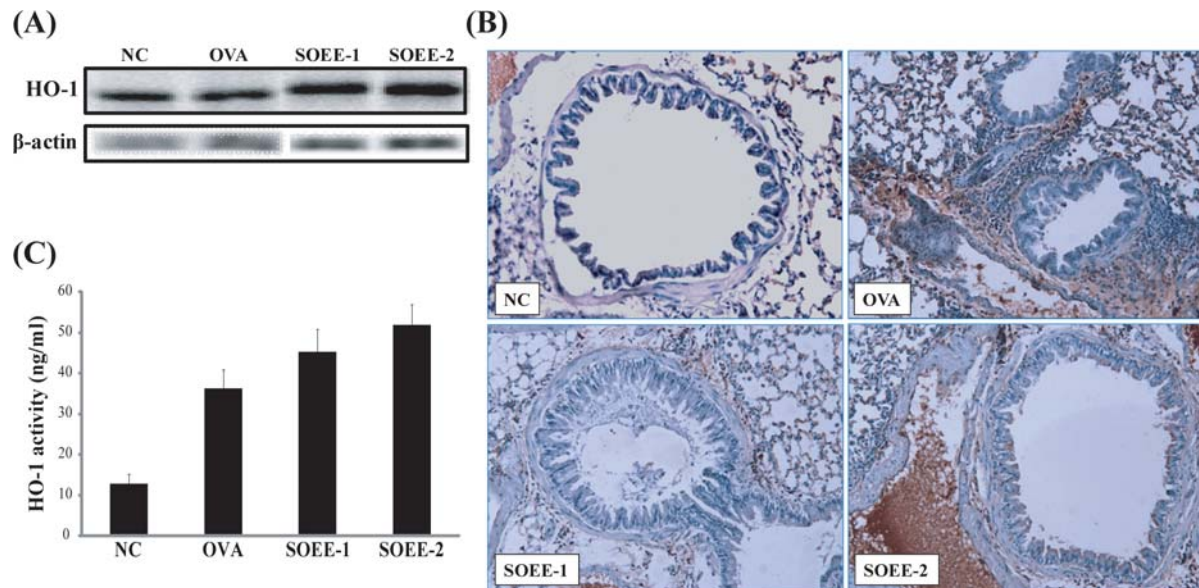 (A)
NC OVA SOEE-1 SOEE-2
HO-1
β-actin
(B)
NC
OVA
SOEE-1
SOEE-2
(C)
HO-1 activity (ng/ml)
60
50
40
30
20
10
0
NC OVA SOEE-1 SOEE-2